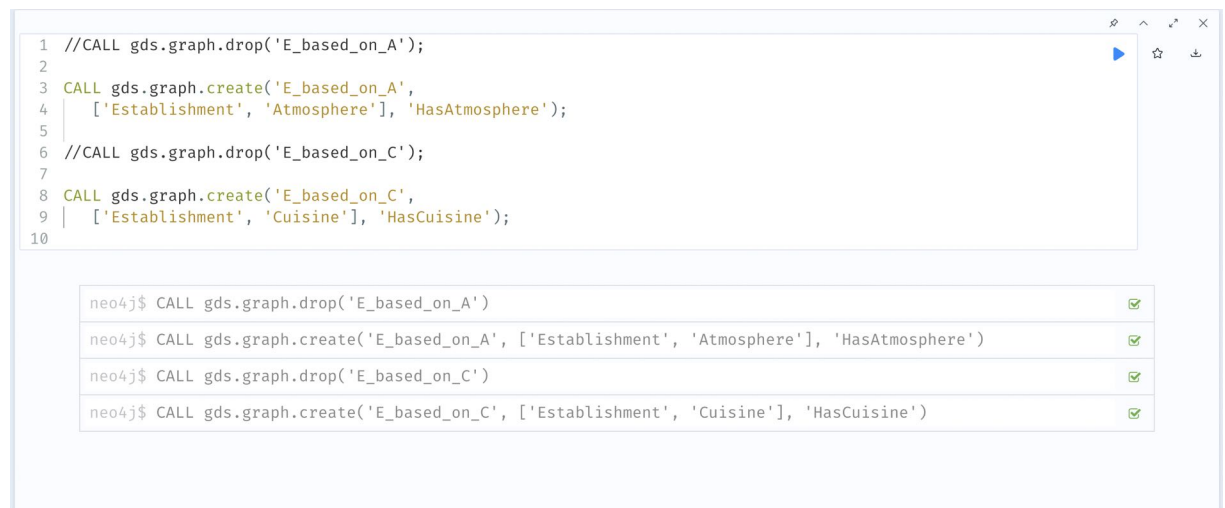 1 //CALL gds.graph.drop('E_based_on_A');
2
3 CALL gds.graph.create('E_based_on_A',
4 ['Establishment', 'Atmosphere'], 'HasAtmosphere');
5
6 //CALL gds.graph.drop('E_based_on_C');
7
8 CALL gds.graph.create('E_based_on_C',
9 ['Establishment', 'Cuisine'], 'HasCuisine');
10
neo4j$ CALL gds.graph.drop('E_based_on_A')
neo4j$ CALL gds.graph.create('E_based_on_A', ['Establishment', 'Atmosphere'], 'HasAtmosphere')
neo4j$ CALL gds.graph.drop('E_based_on_C')
neo4j$ CALL gds.graph.create('E_based_on_C', ['Establishment', 'Cuisine'], 'HasCuisine')